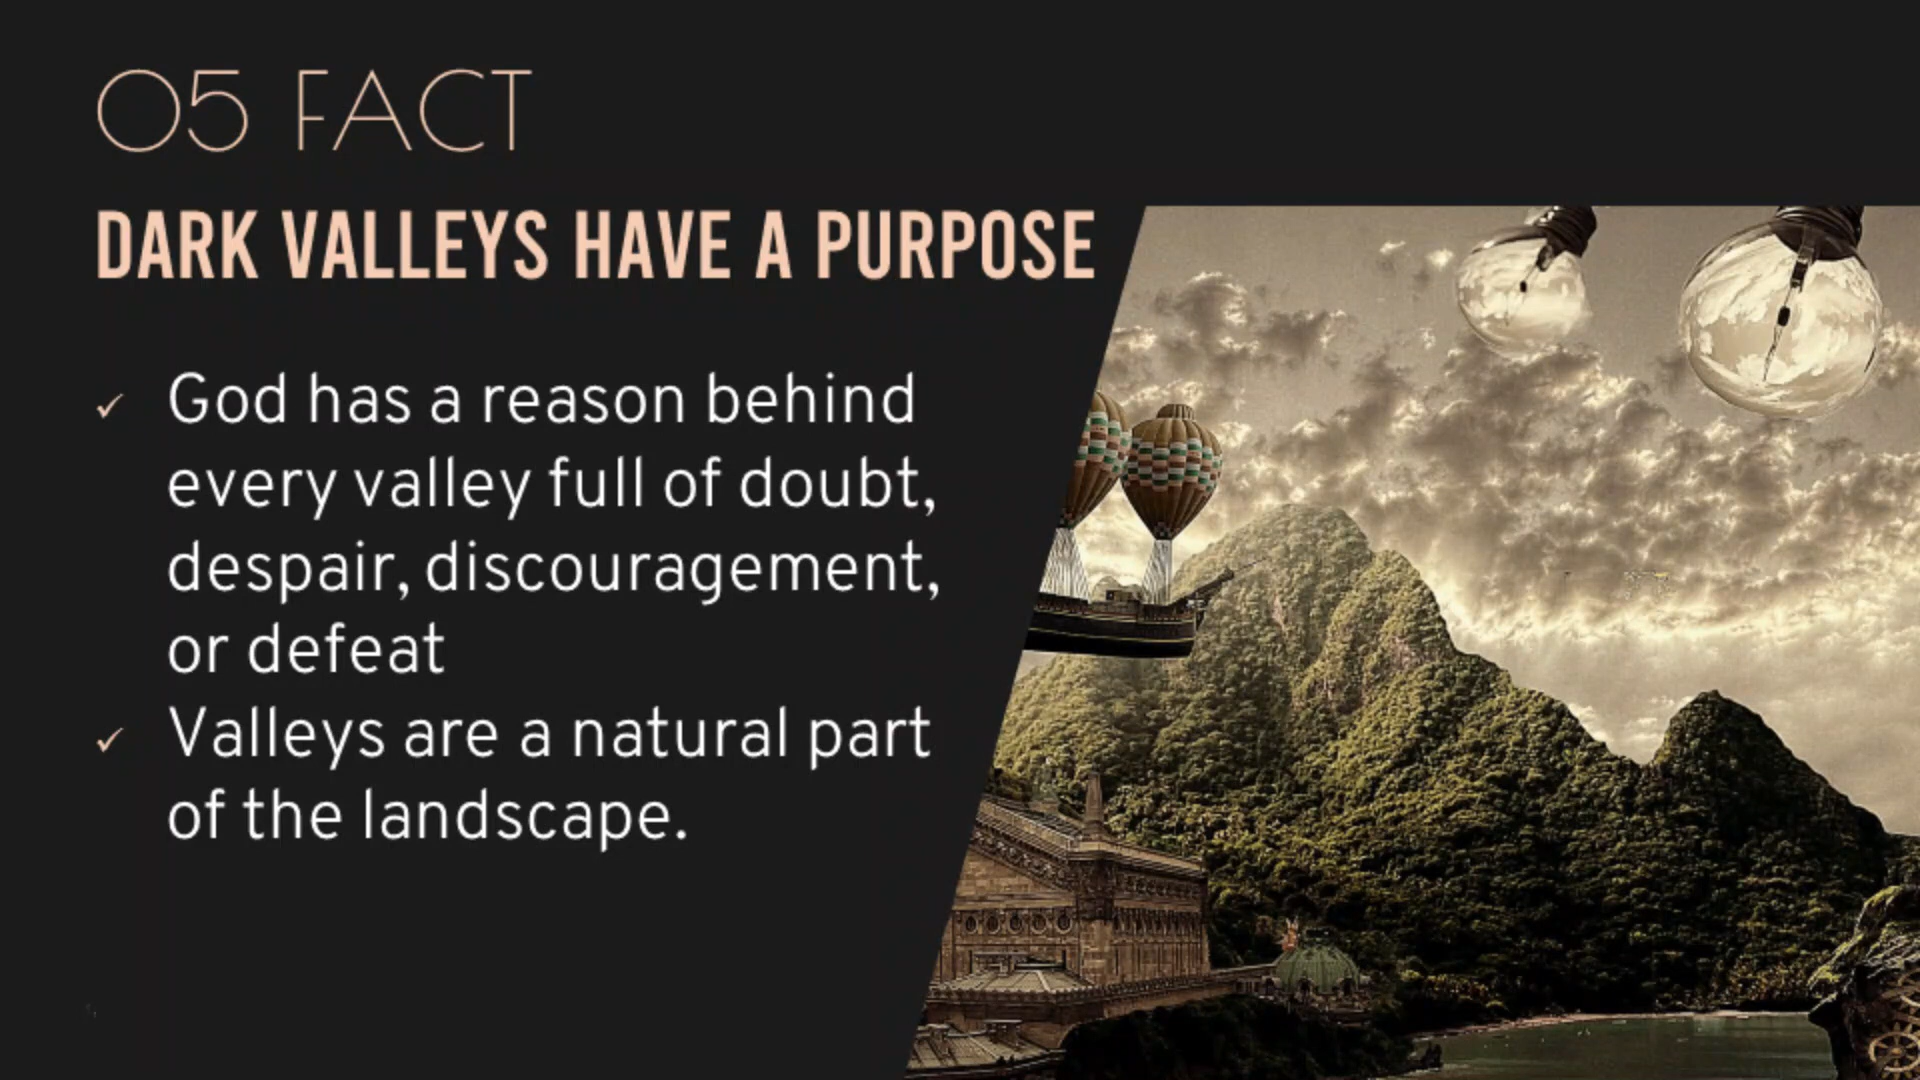 05 FACT
DARK VALLEYS HAVE A PURPOSE
✓ God has a reason behind
every valley full of doubt,
despair, discouragement,
or defeat
✓ Valleys are a natural part
of the landscape.